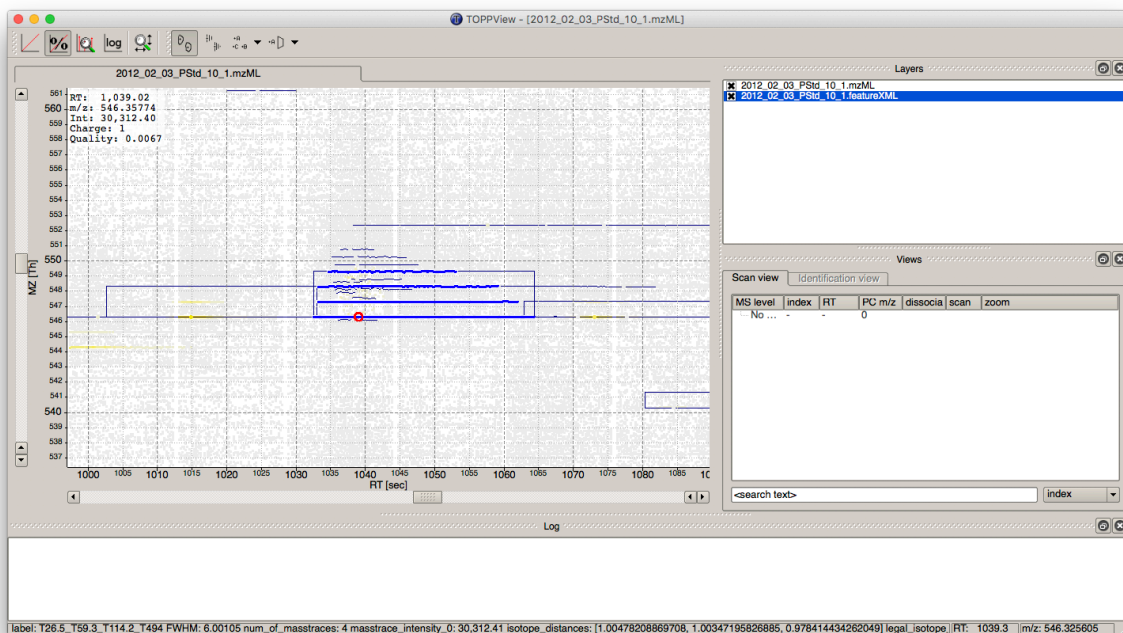 TOPPView - [2012_02_03_PStd_10_1.mzML]
log
2012_02_03_PStd_10_1.mzML
RT: 1,039.02
m/z: 546.35774
Int: 30,312.40
Charge: 1
Quality: 0.0067
561
560
559
558
557
556
555
554
553
552
551
550
549
548
547
546
545
544
543
542
541
540
539
538
537
MZ [Th]
1000 1005 1010 1015 1020 1025 1030 1035 1040 1045 1050 1055 1060 1065 1070 1075 1080 1085
RT [sec]
Layers
2012_02_03_PStd_10_1.mzML
2012_02_03_PStd_10_1.featureXML
Views
Scan view Identification view
MS level index RT PC m/z dissocia scan zoom
No ... - - 0
<search text> index
Log
label: T26.5_T59.3_T114.2_T494 FWHM: 6.00105 num_of_masstraces: 4 masstrace_intensity_0: 30,312.41 isotope_distances: [1.00478208869708, 1.00347195826885, 0.978414434262049] legal_isotope RT: 1039.3 m/z: 546.325605